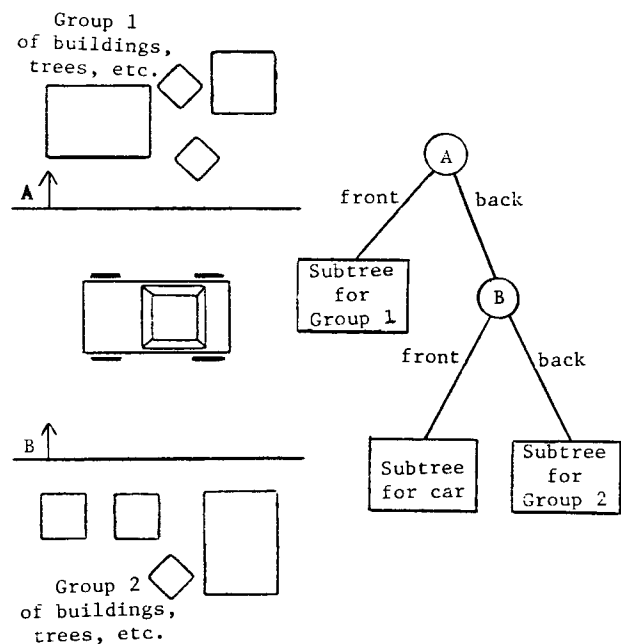 Group 1
of buildings,
trees, etc.
A
B
Group 2
of buildings,
trees, etc.
A
front
back
Subtree
for
Group 1
B
front
back
Subtree
for car
Subtree
for
Group 2